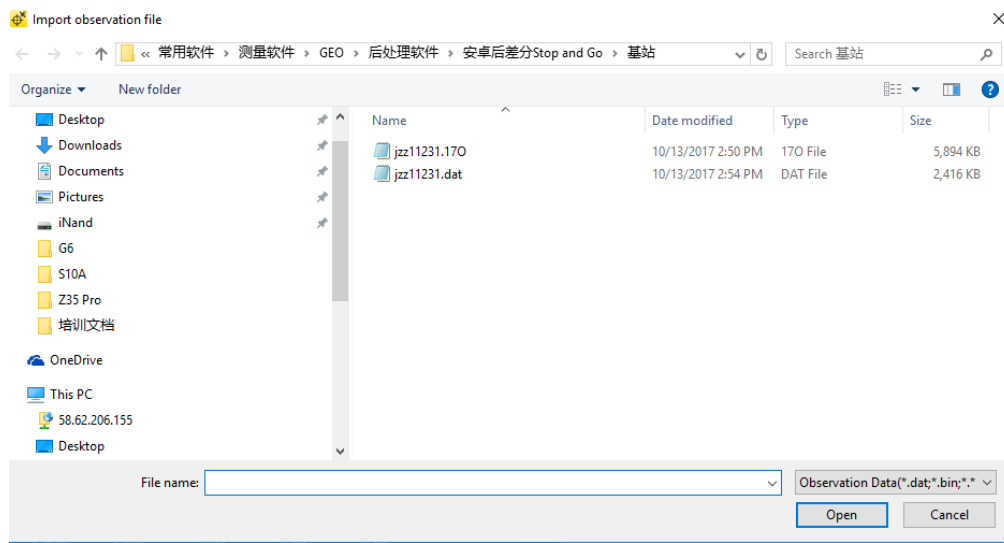 Import observation file
« 常用软件 › 测量软件 › GEO › 后处理软件 › 安卓后差分Stop and Go › 基站
Search 基站
Organize
New folder
Name Date modified Type Size
jzz11231.17O 10/13/2017 2:50 PM 17O File 5,894 KB
jzz11231.dat 10/13/2017 2:54 PM DAT File 2,416 KB
Desktop
Downloads
Documents
Pictures
iNand
G6
S10A
Z35 Pro
培训文档
OneDrive
This PC
58.62.206.155
Desktop
File name:
Observation Data(*.dat;*.bin;*.*
Open
Cancel